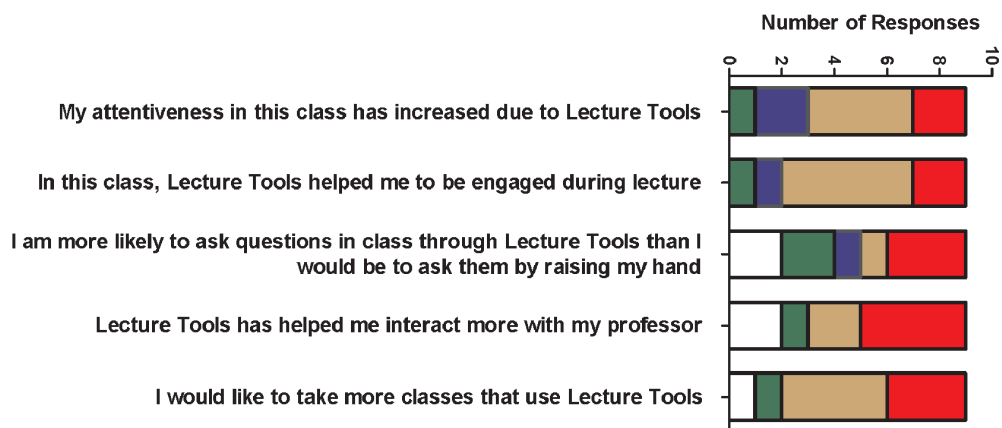 Number of Responses
0 2 4 6 8 10
My attentiveness in this class has increased due to Lecture Tools
In this class, Lecture Tools helped me to be engaged during lecture
I am more likely to ask questions in class through Lecture Tools than I
would be to ask them by raising my hand
Lecture Tools has helped me interact more with my professor
I would like to take more classes that use Lecture Tools